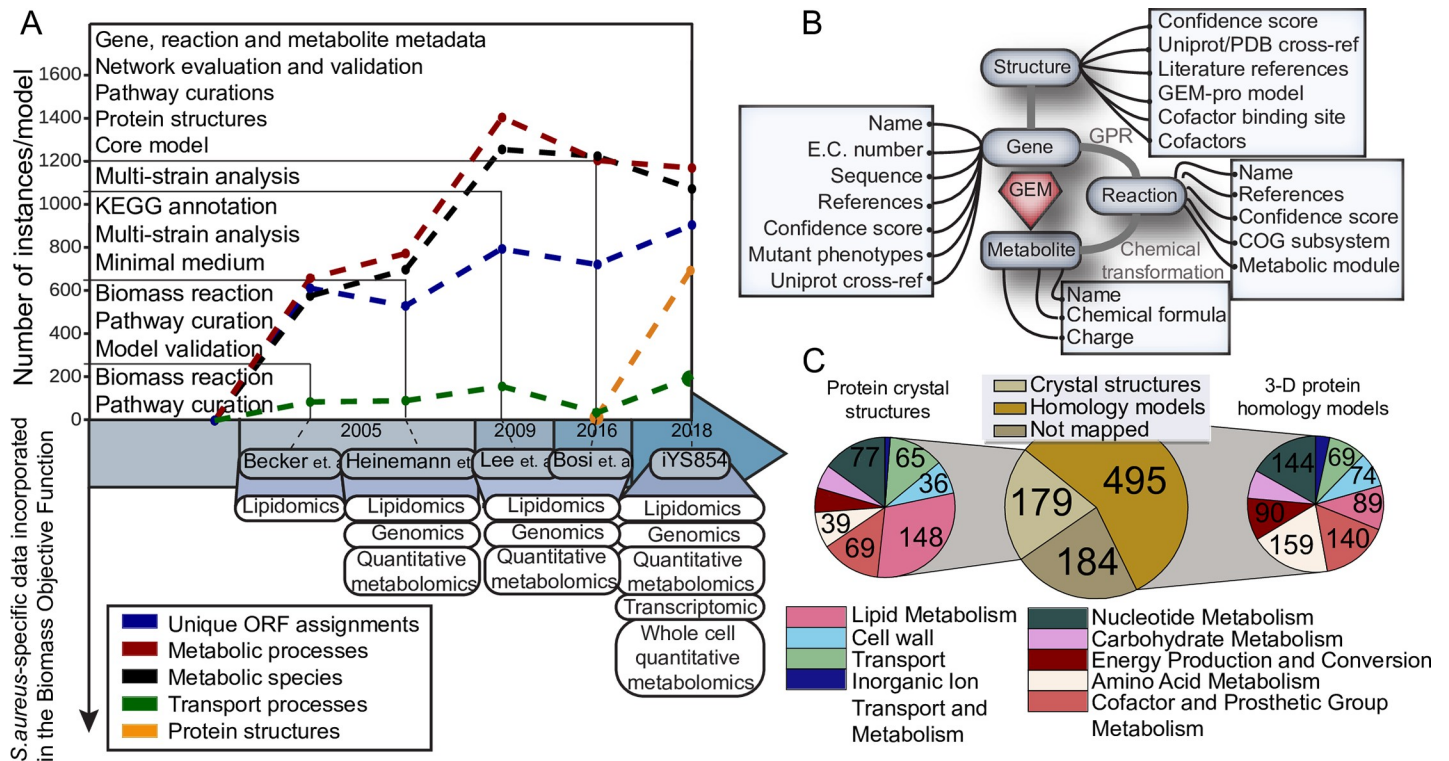 A
Number of instances/model
1600
1400
1200
1000
800
600
400
200
0
Gene, reaction and metabolite metadata
Network evaluation and validation
Pathway curations
Protein structures
Core model
Multi-strain analysis
KEGG annotation
Multi-strain analysis
Minimal medium
Biomass reaction
Pathway curation
Model validation
Biomass reaction
Pathway curation
2005
2009
2016
2018
Becker et. a
Heinemann et
Lee et. a
Bosi et. a
iYS854
Lipidomics
Lipidomics
Genomics
Quantitative
metabolomics
Lipidomics
Genomics
Quantitative
metabolomics
Lipidomics
Genomics
Quantitative
metabolomics
Transcriptomic
Whole cell
quantitative
metabolomics
S.aureus-specific data incorporated
in the Biomass Objective Function
Unique ORF assignments
Metabolic processes
Metabolic species
Transport processes
Protein structures
B
Structure
Gene
GEM
Metabolite
Reaction
GPR
Chemical
transformation
Confidence score
Uniprot/PDB cross-ref
Literature references
GEM-pro model
Cofactor binding site
Cofactors
Name
E.C. number
Sequence
References
Confidence score
Mutant phenotypes
Uniprot cross-ref
Name
References
Confidence score
COG subsystem
Metabolic module
Name
Chemical formula
Charge
C
Protein crystal
structures
Crystal structures
Homology models
Not mapped
3-D protein
homology models
77
65
36
148
69
39
179
495
184
144
69
74
89
140
159
90
Lipid Metabolism
Cell wall
Transport
Inorganic Ion
Transport and
Metabolism
Nucleotide Metabolism
Carbohydrate Metabolism
Energy Production and Conversion
Amino Acid Metabolism
Cofactor and Prosthetic Group
Metabolism